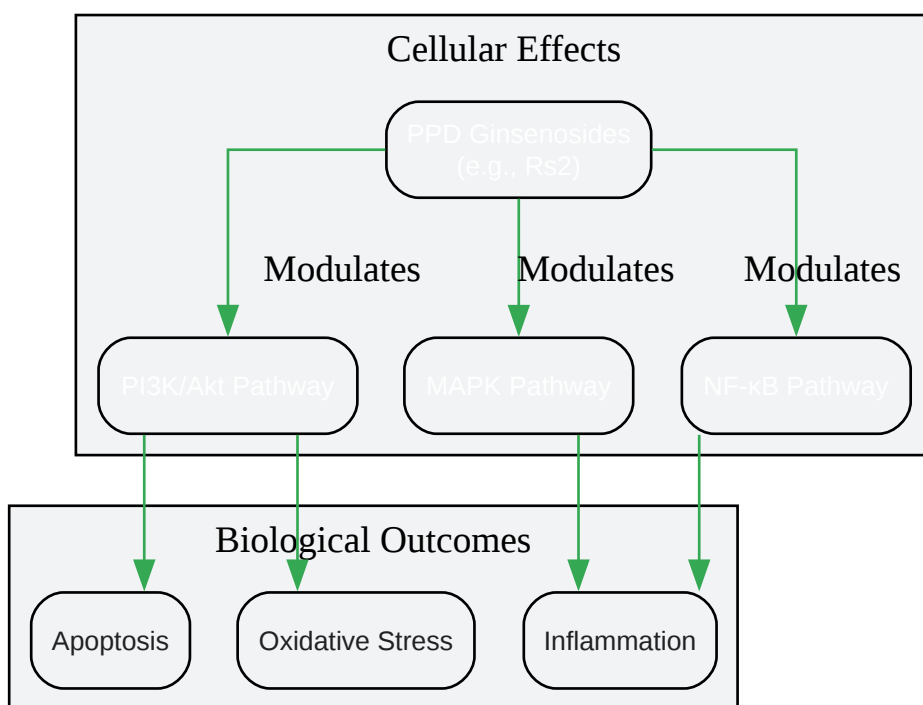 Cellular Effects
PPD Ginsenosides
(e.g., Rs2)
Modulates
Modulates
Modulates
PI3K/Akt Pathway
MAPK Pathway
NF-κB Pathway
Biological Outcomes
Apoptosis
Oxidative Stress
Inflammation